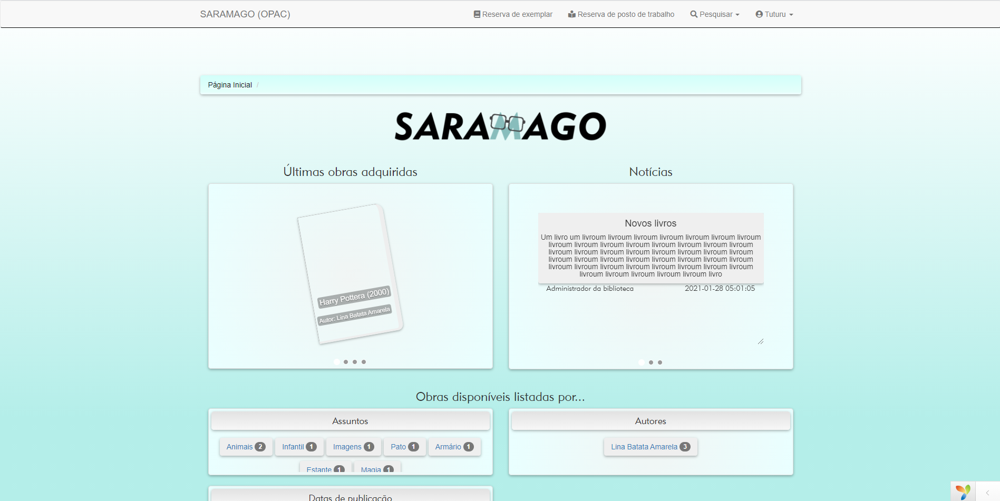 SARAMAGO (OPAC)
Reserva de exemplar
Reserva de posto de trabalho
Pesquisar
Tuturu
Página Inicial /
SARAMAGO
Últimas obras adquiridas
Notícias
Harry Pottera (2000)
Autor: Lina Batata Amarela
Novos livros
Um livro um livroum livroum livroum livroum livroum livroum livroum
livroum livroum livroum livroum livroum livroum livroum livroum
livroum livroum livroum livroum livroum livroum livroum livroum
livroum livroum livroum livroum livroum livroum livroum livroum
livroum livroum livroum livroum livroum livroum livroum livroum
livroum livroum livroum livroum livroum livro
Administrador da biblioteca
2021-01-28 05:01:05
Obras disponíveis listadas por...
Assuntos
Animais 2 Infantil 1 Imagens 1 Pato 1 Armário 1
Estante 1 Magia 1
Autores
Lina Batata Amarela 3
Datas de publicação